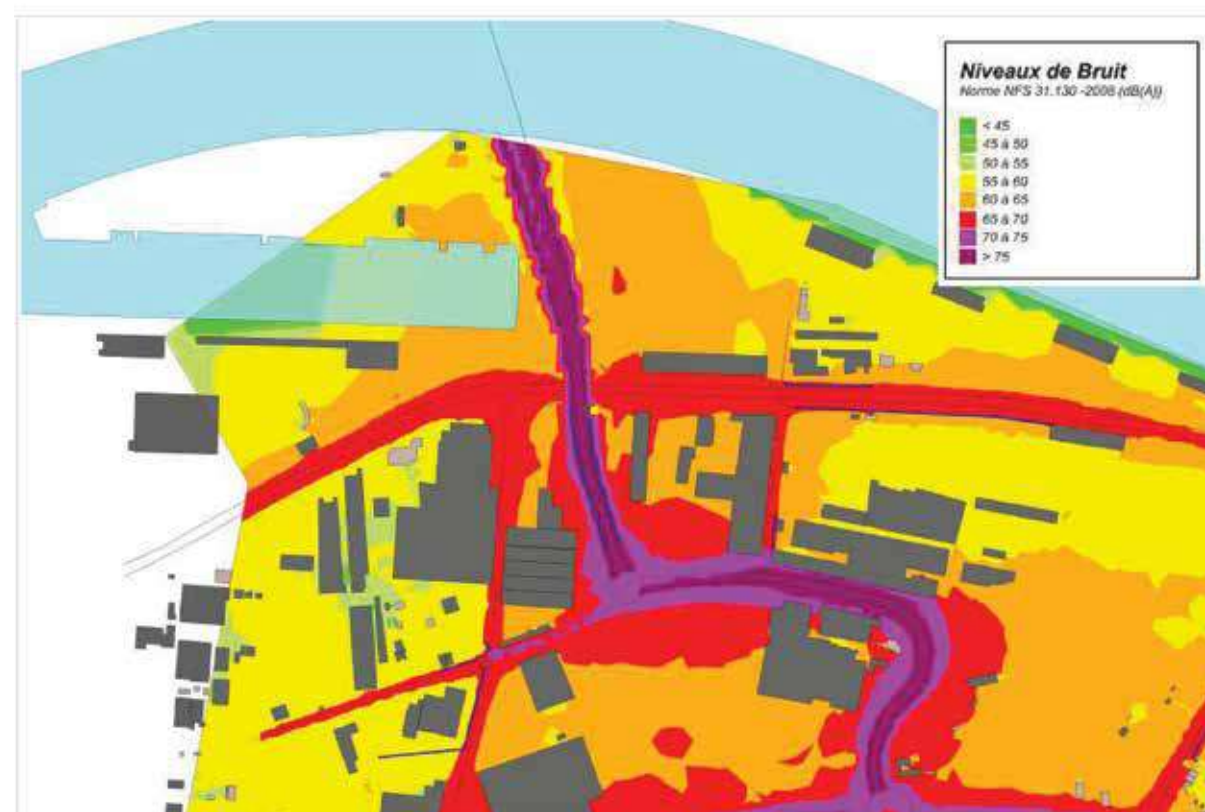 Niveaux de Bruit
Norme NFS 31.130 -2008 (dB(A))
< 45
45 à 50
50 à 55
55 à 60
60 à 65
65 à 70
70 à 75
> 75